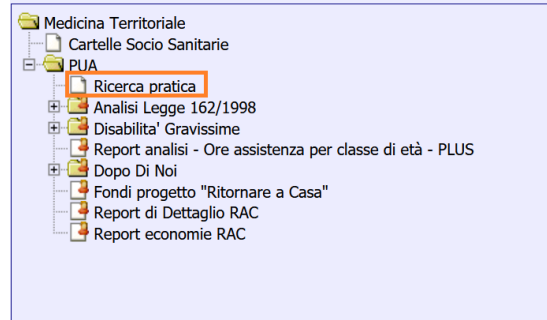 Medicina Territoriale
Cartelle Socio Sanitarie
PUA
Ricerca pratica
Analisi Legge 162/1998
Disabilita' Gravissime
Report analisi - Ore assistenza per classe di età - PLUS
Dopo Di Noi
Fondi progetto "Ritornare a Casa"
Report di Dettaglio RAC
Report economie RAC